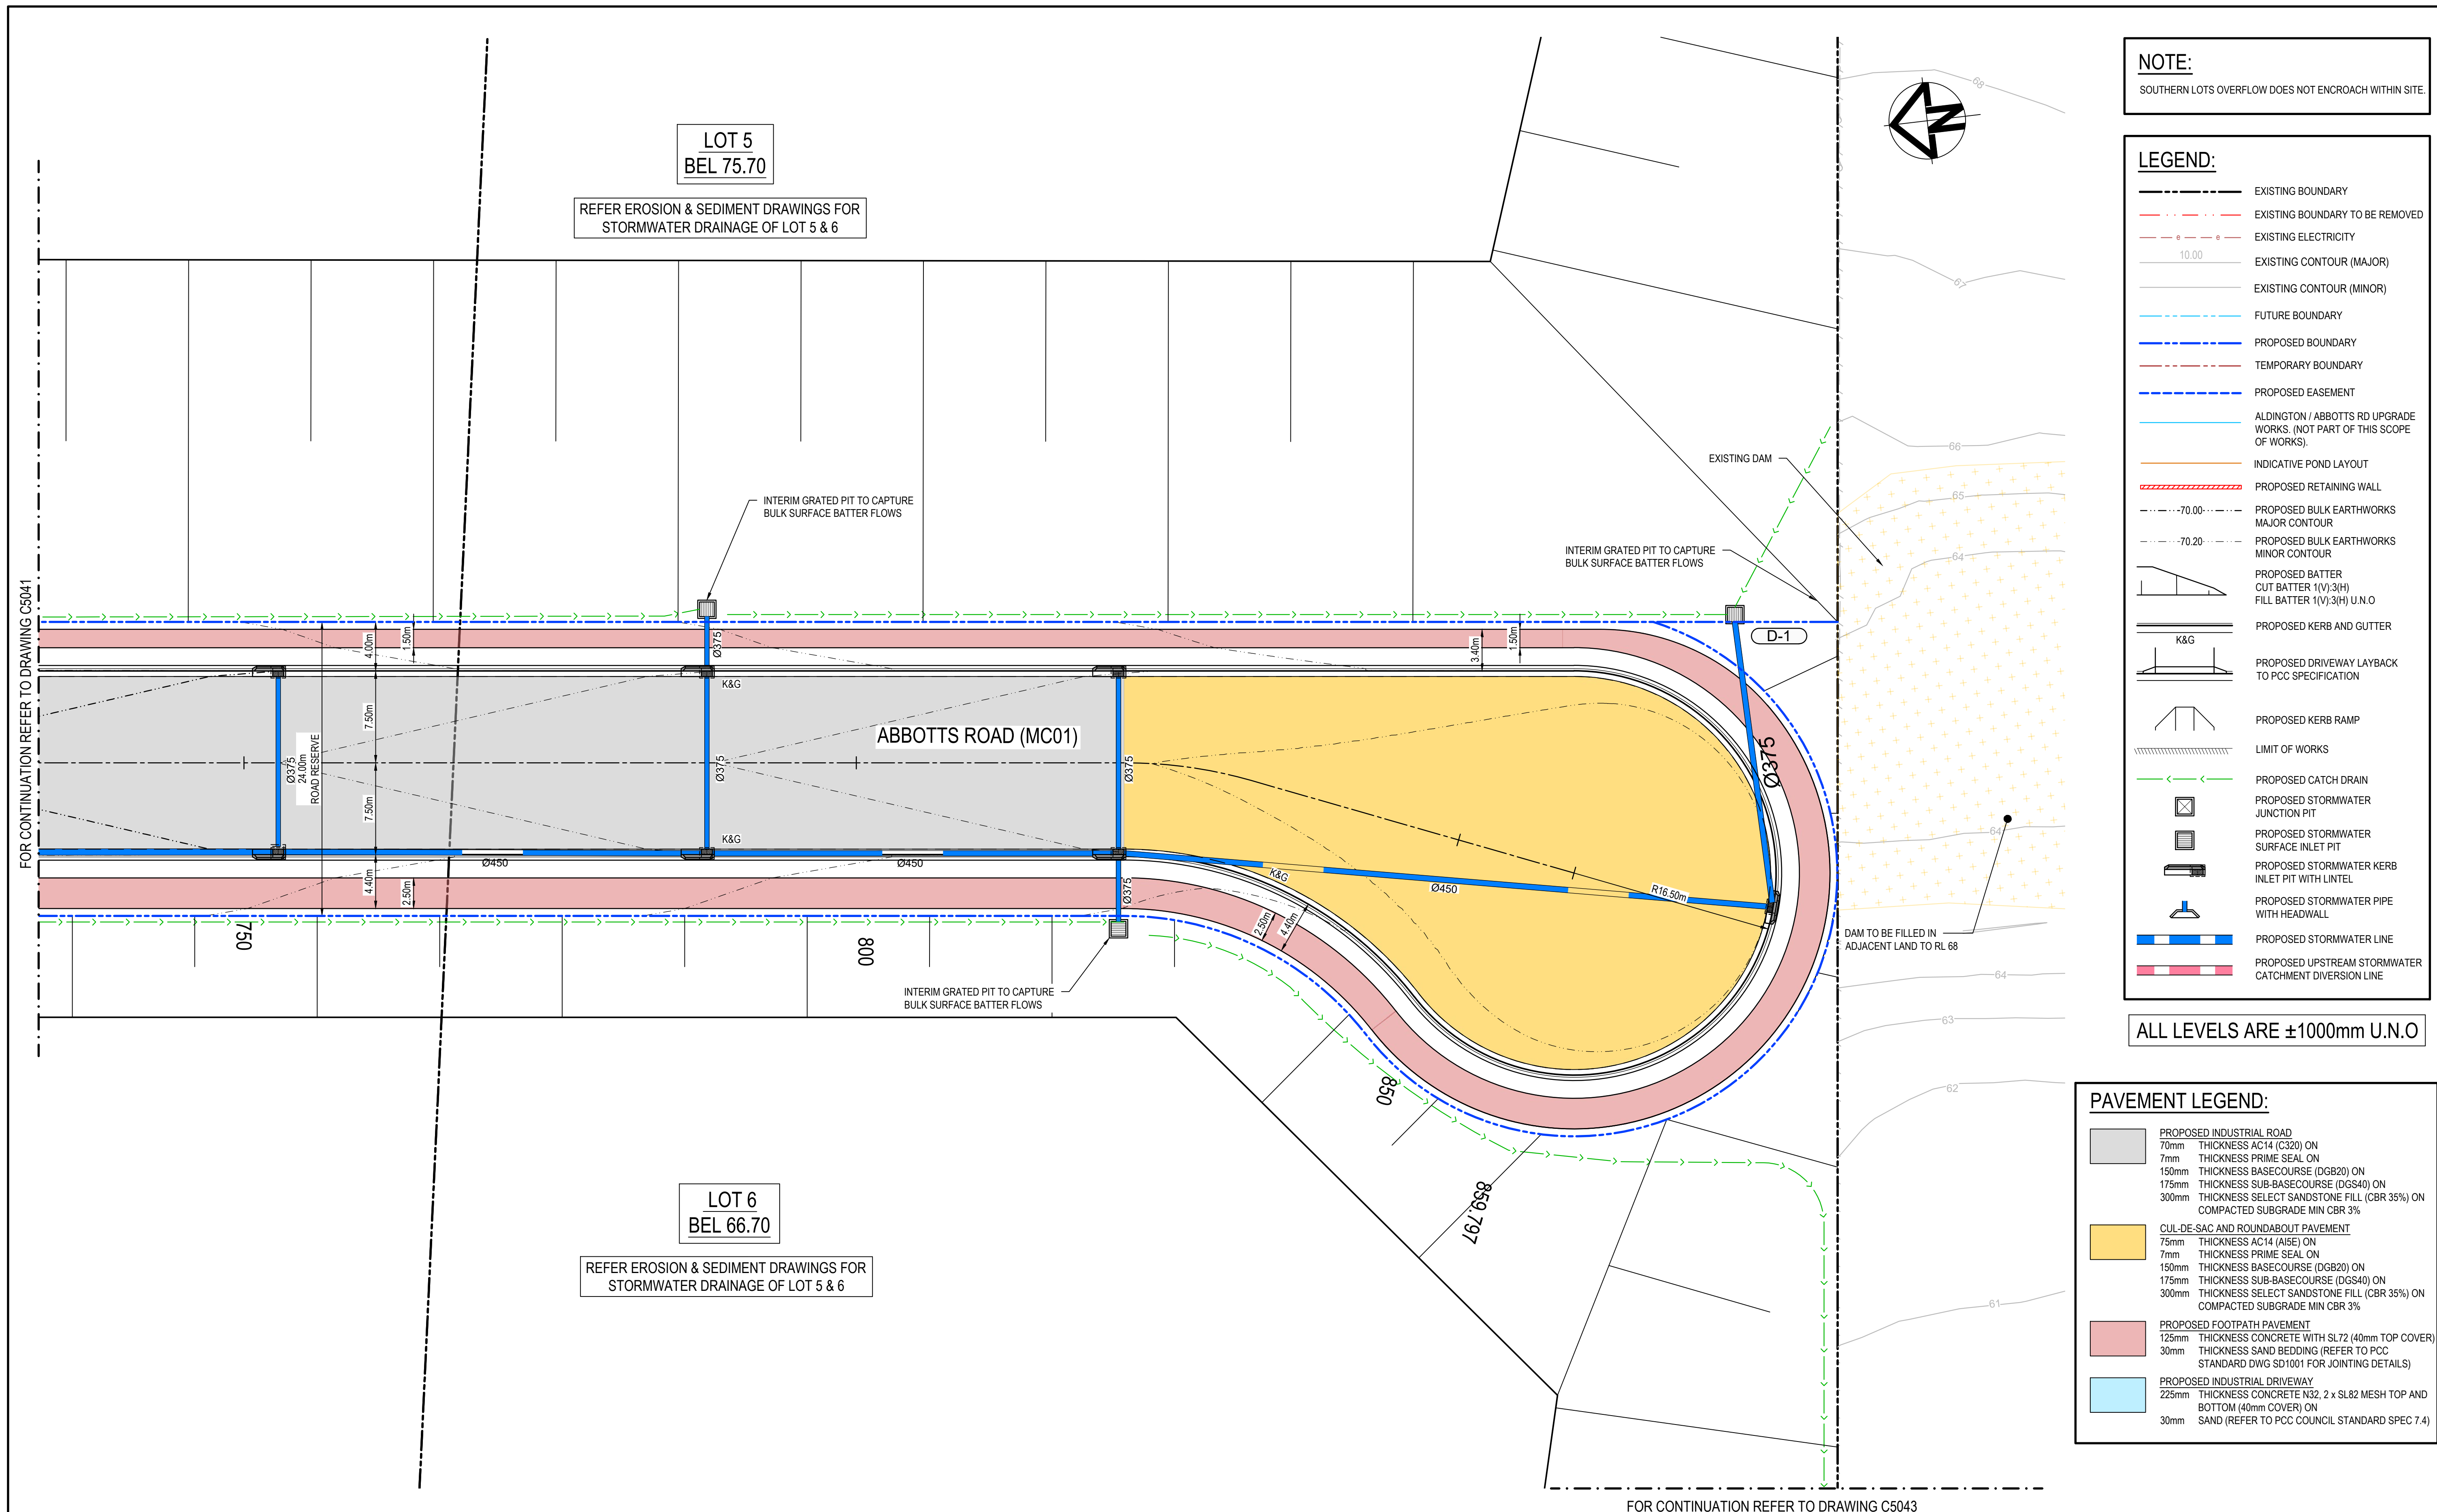 LOT 5
BEL 75.70
REFER EROSION & SEDIMENT DRAWINGS FOR
STORMWATER DRAINAGE OF LOT 5 & 6
N
68
67
66
65
64
64
64
63
62
61
EXISTING DAM
INTERIM GRATED PIT TO CAPTURE
BULK SURFACE BATTER FLOWS
INTERIM GRATED PIT TO CAPTURE
BULK SURFACE BATTER FLOWS
D-1
FOR CONTINUATION REFER TO DRAWING C5041
4.00m
1.50m
Ø375
3.40m
1.50m
K&G
7.50m
ABBOTTS ROAD (MC01)
Ø375
24.00m
ROAD RESERVE
Ø375
Ø375
Ø375
7.50m
K&G
Ø450
Ø450
K&G
Ø450
R16.50m
4.40m
2.50m
Ø375
2.50m
4.40m
750
800
850
859.797
DAM TO BE FILLED IN
ADJACENT LAND TO RL 68
INTERIM GRATED PIT TO CAPTURE
BULK SURFACE BATTER FLOWS
LOT 6
BEL 66.70
REFER EROSION & SEDIMENT DRAWINGS FOR
STORMWATER DRAINAGE OF LOT 5 & 6
FOR CONTINUATION REFER TO DRAWING C5043
NOTE:
SOUTHERN LOTS OVERFLOW DOES NOT ENCROACH WITHIN SITE.
LEGEND:
EXISTING BOUNDARY
EXISTING BOUNDARY TO BE REMOVED
e e EXISTING ELECTRICITY
10.00 EXISTING CONTOUR (MAJOR)
EXISTING CONTOUR (MINOR)
FUTURE BOUNDARY
PROPOSED BOUNDARY
TEMPORARY BOUNDARY
PROPOSED EASEMENT
ALDINGTON / ABBOTTS RD UPGRADE
WORKS. (NOT PART OF THIS SCOPE
OF WORKS).
INDICATIVE POND LAYOUT
PROPOSED RETAINING WALL
70.00 PROPOSED BULK EARTHWORKS
MAJOR CONTOUR
70.20 PROPOSED BULK EARTHWORKS
MINOR CONTOUR
PROPOSED BATTER
CUT BATTER 1(V):3(H)
FILL BATTER 1(V):3(H) U.N.O
PROPOSED KERB AND GUTTER
K&G
PROPOSED DRIVEWAY LAYBACK
TO PCC SPECIFICATION
PROPOSED KERB RAMP
LIMIT OF WORKS
PROPOSED CATCH DRAIN
PROPOSED STORMWATER
JUNCTION PIT
PROPOSED STORMWATER
SURFACE INLET PIT
PROPOSED STORMWATER KERB
INLET PIT WITH LINTEL
PROPOSED STORMWATER PIPE
WITH HEADWALL
PROPOSED STORMWATER LINE
PROPOSED UPSTREAM STORMWATER
CATCHMENT DIVERSION LINE
ALL LEVELS ARE ±1000mm U.N.O
PAVEMENT LEGEND:
PROPOSED INDUSTRIAL ROAD
70mm THICKNESS AC14 (C320) ON
7mm THICKNESS PRIME SEAL ON
150mm THICKNESS BASECOURSE (DGB20) ON
175mm THICKNESS SUB-BASECOURSE (DGS40) ON
300mm THICKNESS SELECT SANDSTONE FILL (CBR 35%) ON
COMPACTED SUBGRADE MIN CBR 3%
CUL-DE-SAC AND ROUNDABOUT PAVEMENT
75mm THICKNESS AC14 (AI5E) ON
7mm THICKNESS PRIME SEAL ON
150mm THICKNESS BASECOURSE (DGB20) ON
175mm THICKNESS SUB-BASECOURSE (DGS40) ON
300mm THICKNESS SELECT SANDSTONE FILL (CBR 35%) ON
COMPACTED SUBGRADE MIN CBR 3%
PROPOSED FOOTPATH PAVEMENT
125mm THICKNESS CONCRETE WITH SL72 (40mm TOP COVER)
30mm THICKNESS SAND BEDDING (REFER TO PCC
STANDARD DWG SD1001 FOR JOINTING DETAILS)
PROPOSED INDUSTRIAL DRIVEWAY
225mm THICKNESS CONCRETE N32, 2 x SL82 MESH TOP AND
BOTTOM (40mm COVER) ON
30mm SAND (REFER TO PCC COUNCIL STANDARD SPEC 7.4)